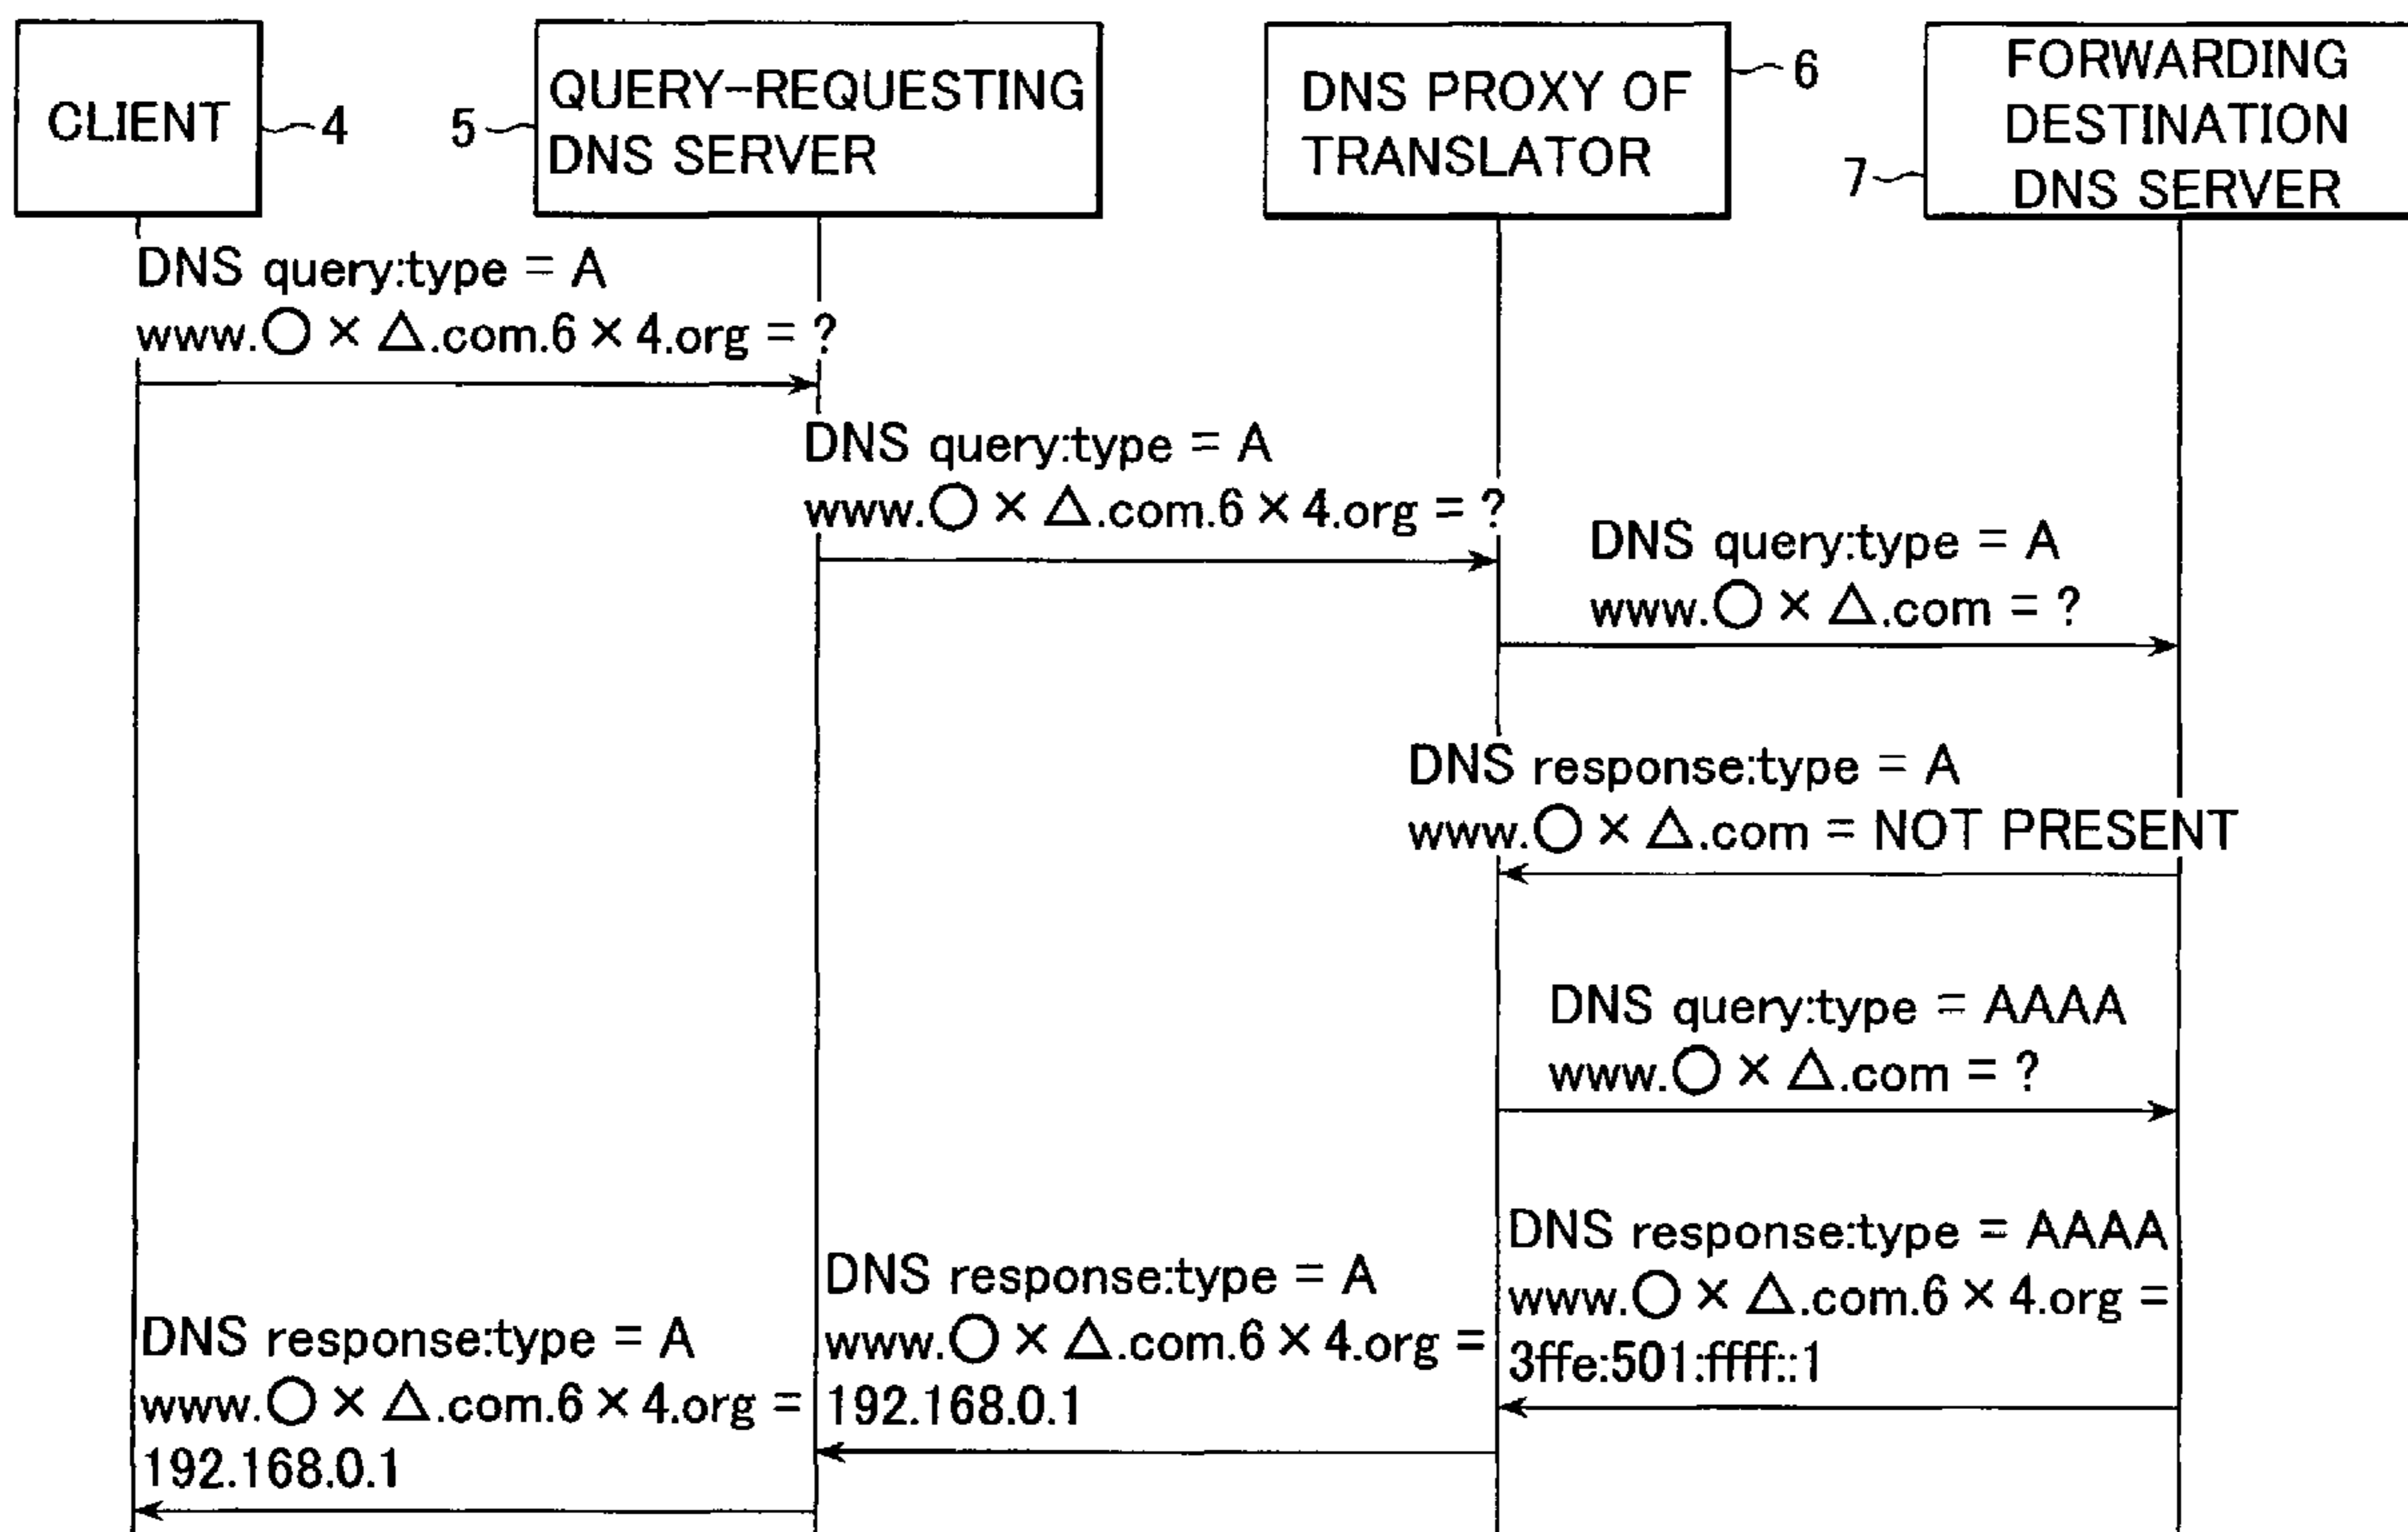 CLIENT
4
5
QUERY-REQUESTING
DNS SERVER
DNS PROXY OF
TRANSLATOR
6
7
FORWARDING
DESTINATION
DNS SERVER
DNS query:type = A
www.○×△.com.6×4.org = ?
DNS query:type = A
www.○×△.com.6×4.org = ?
DNS query:type = A
www.○×△.com = ?
DNS response:type = A
www.○×△.com = NOT PRESENT
DNS query:type = AAAA
www.○×△.com = ?
DNS response:type = AAAA
www.○×△.com.6×4.org =
3ffe:501:ffff::1
DNS response:type = A
www.○×△.com.6×4.org =
192.168.0.1
DNS response:type = A
www.○×△.com.6×4.org =
192.168.0.1